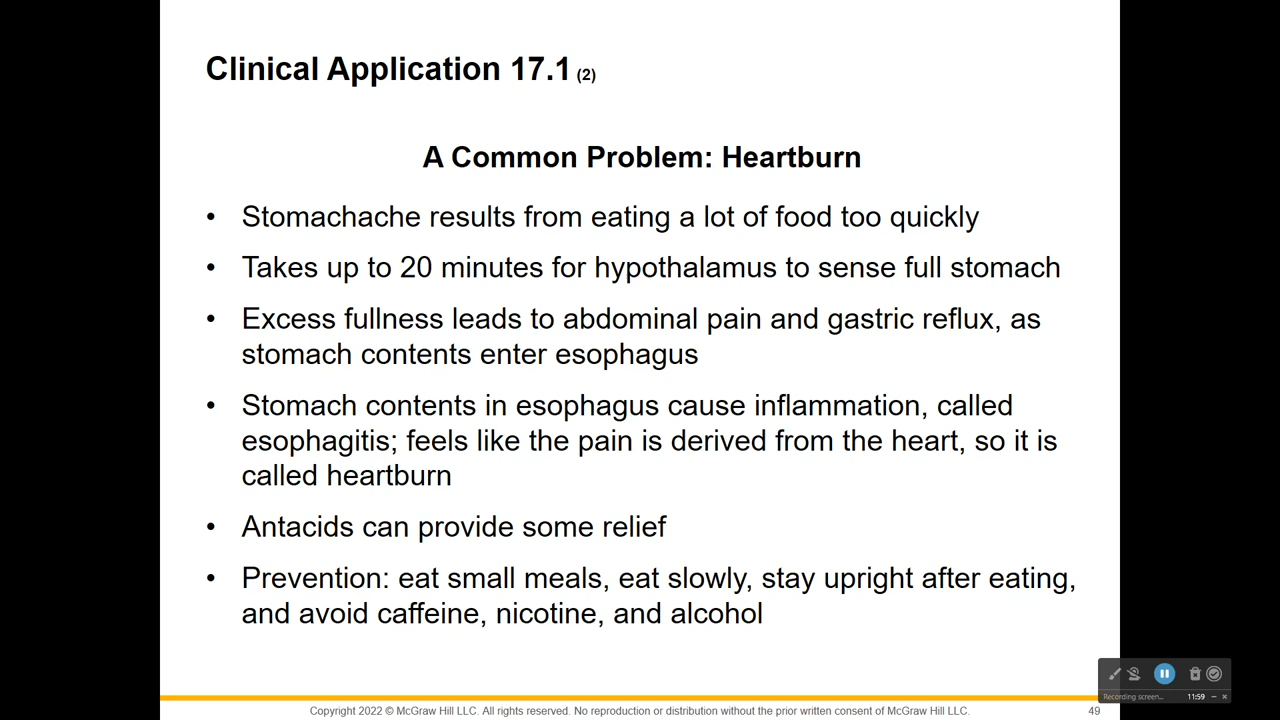 Clinical Application 17.1 (2)
A Common Problem: Heartburn
• Stomachache results from eating a lot of food too quickly
• Takes up to 20 minutes for hypothalamus to sense full stomach
• Excess fullness leads to abdominal pain and gastric reflux, as
stomach contents enter esophagus
• Stomach contents in esophagus cause inflammation, called
esophagitis; feels like the pain is derived from the heart, so it is
called heartburn
• Antacids can provide some relief
• Prevention: eat small meals, eat slowly, stay upright after eating,
and avoid caffeine, nicotine, and alcohol
Recording screen... 11:59
Copyright 2022 © McGraw Hill LLC. All rights reserved. No reproduction or distribution without the prior written consent of McGraw Hill LLC. 49